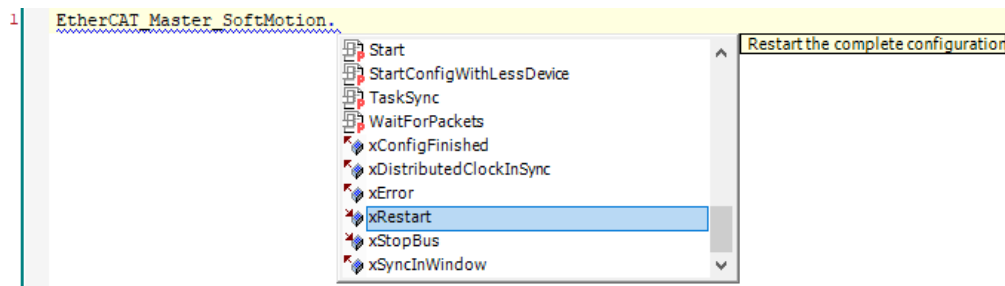 1 EtherCAT_Master_SoftMotion.
Start
Restart the complete configuration
StartConfigWithLessDevice
TaskSync
WaitForPackets
xConfigFinished
xDistributedClockInSync
xError
xRestart
xStopBus
xSyncInWindow